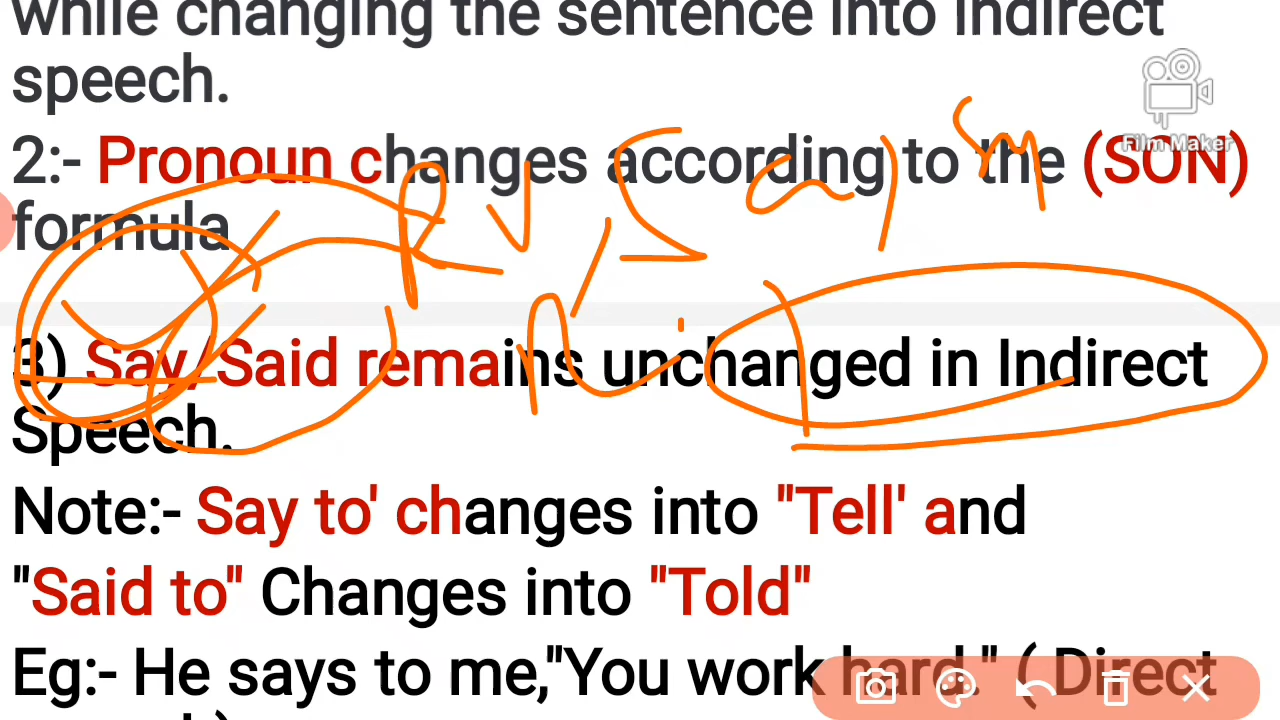 while changing the sentence into Indirect
speech.
Film Maker
2:- Pronoun changes according to the (SON)
formula
3) Say/Said remains unchanged in Indirect
Speech.
Note:- Say to' changes into "Tell' and
"Said to" Changes into "Told"
Eg:- He says to me,"You work hard." ( Direct